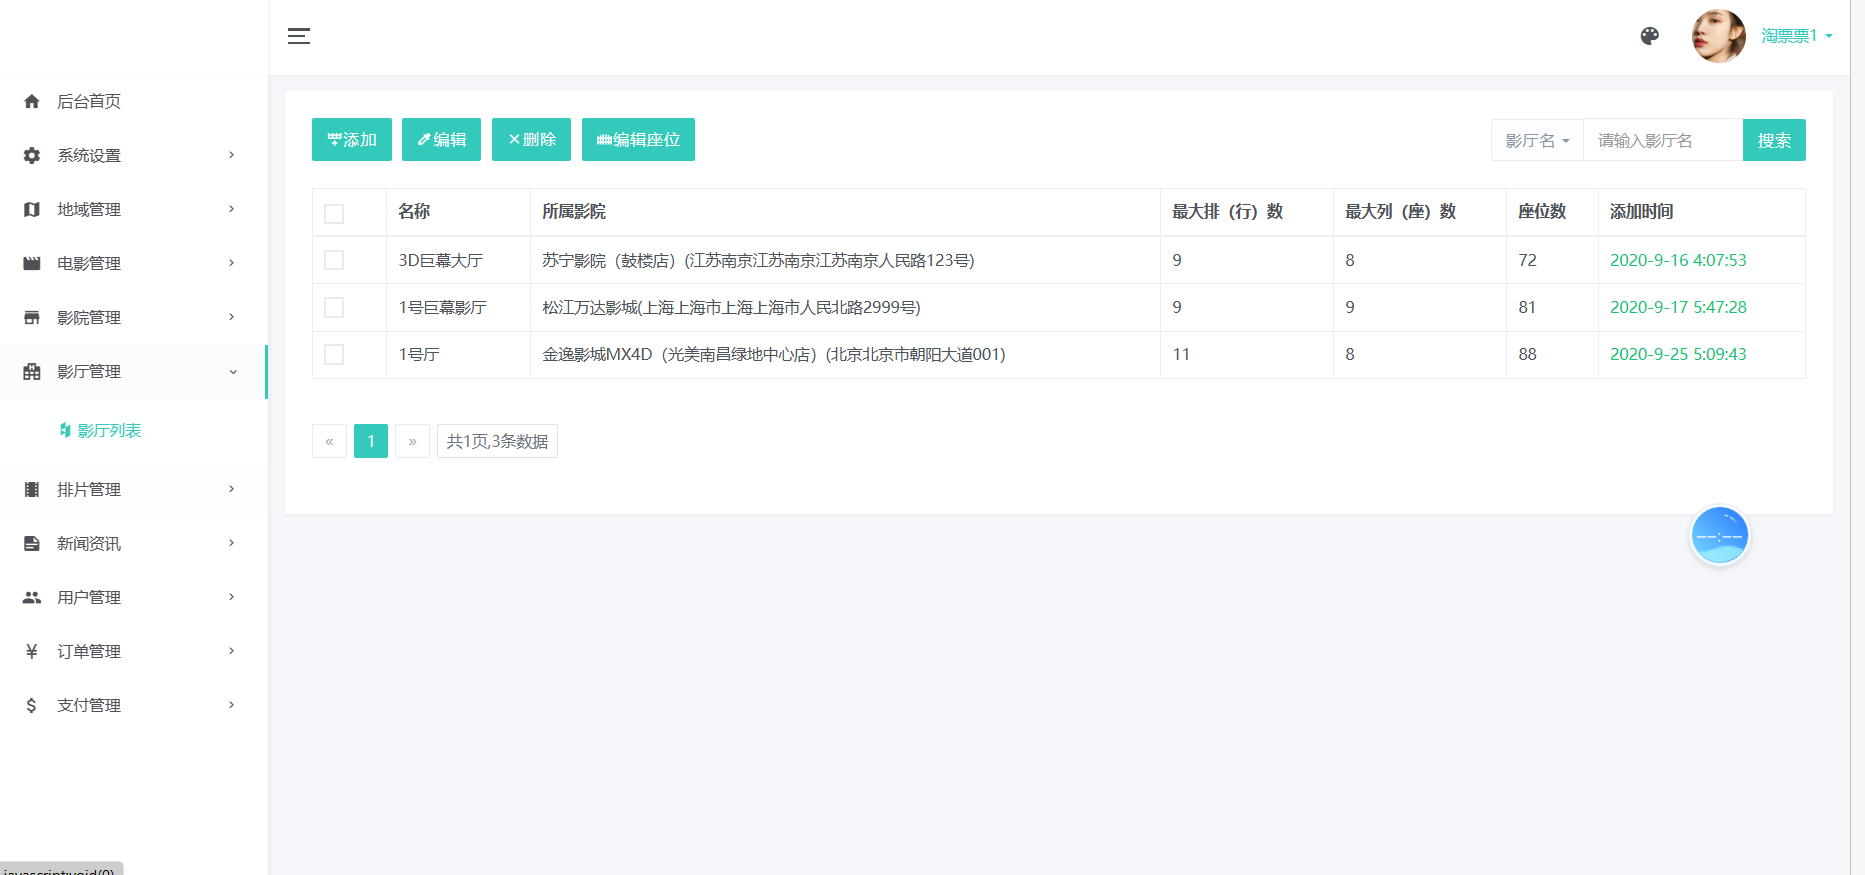 淘票票1
后台首页
系统设置
地域管理
电影管理
影院管理
影厅管理
影厅列表
排片管理
新闻资讯
用户管理
订单管理
支付管理
添加 编辑 删除 编辑座位
影厅名 请输入影厅名 搜索
名称 所属影院 最大排（行）数 最大列（座）数 座位数 添加时间
3D巨幕大厅 苏宁影院（鼓楼店）(江苏南京江苏南京江苏南京人民路123号) 9 8 72 2020-9-16 4:07:53
1号巨幕影厅 松江万达影城(上海上海市上海上海市人民北路2999号) 9 9 81 2020-9-17 5:47:28
1号厅 金逸影城MX4D（光美南昌绿地中心店）(北京北京市朝阳大道001) 11 8 88 2020-9-25 5:09:43
« 1 » 共1页,3条数据
javascript:void(0)